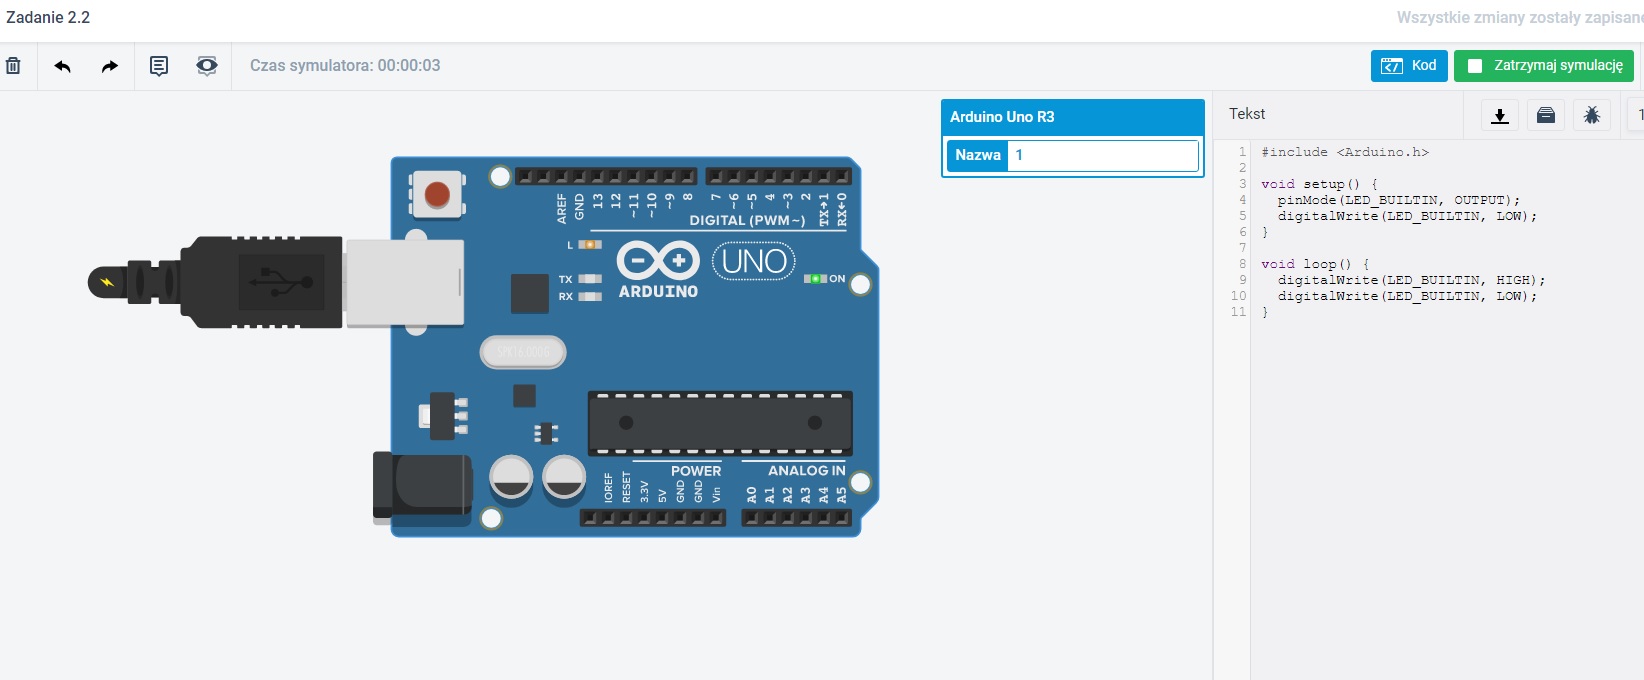 Zadanie 2.2
Wszystkie zmiany zostały zapisane
Czas symulatora: 00:00:03
Kod
Zatrzymaj symulację
Arduino Uno R3
Nazwa 1
Tekst
1
1 #include <Arduino.h>
2
3 void setup() {
4 pinMode(LED_BUILTIN, OUTPUT);
5 digitalWrite(LED_BUILTIN, LOW);
6 }
7
8 void loop() {
9 digitalWrite(LED_BUILTIN, HIGH);
10 digitalWrite(LED_BUILTIN, LOW);
11 }
AREF GND 13 12 ~11 ~10 ~9 8 7 ~6 ~5 4 ~3 2 TX→1 RX←0
DIGITAL (PWM~)
L
UNO
TX
RX
ARDUINO
ON
SPK16.000G
POWER
ANALOG IN
IOREF RESET 3.3V 5V GND GND Vin A0 A1 A2 A3 A4 A5